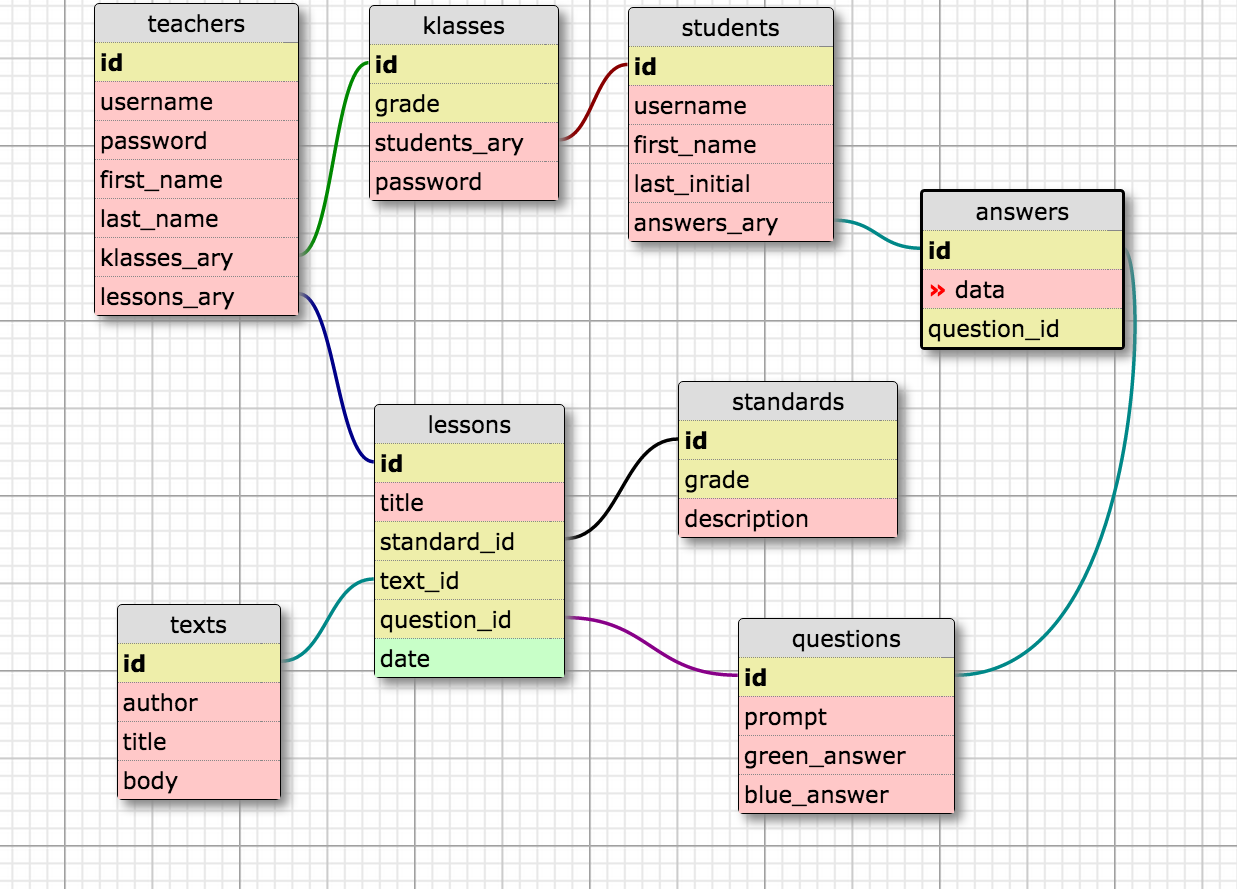 teachers
id
username
password
first_name
last_name
klasses_ary
lessons_ary
klasses
id
grade
students_ary
password
students
id
username
first_name
last_initial
answers_ary
answers
id
» data
question_id
lessons
id
title
standard_id
text_id
question_id
date
standards
id
grade
description
texts
id
author
title
body
questions
id
prompt
green_answer
blue_answer